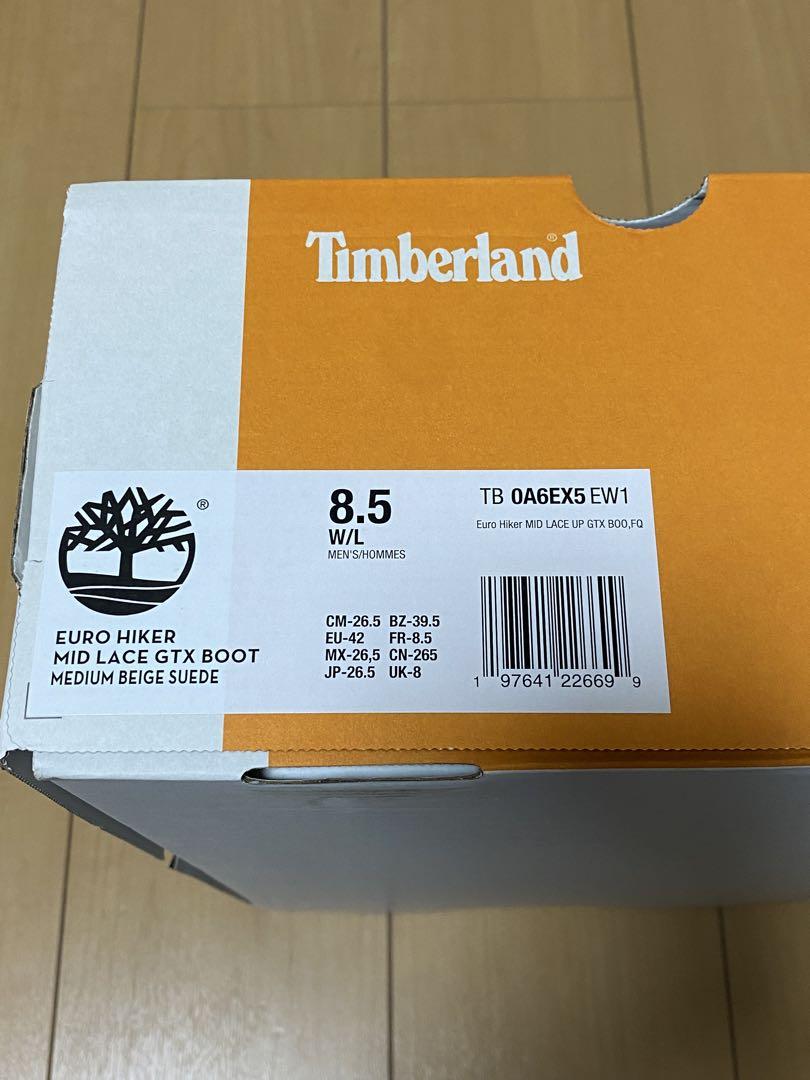 Timberland®
®
EURO HIKER
MID LACE GTX BOOT
MEDIUM BEIGE SUEDE
8.5
W/L
MEN'S/HOMMES
CM-26.5 BZ-39.5
EU-42 FR-8.5
MX-26,5 CN-265
JP-26.5 UK-8
TB 0A6EX5 EW1
Euro Hiker MID LACE UP GTX BOO,FQ
1 97641 22669 9